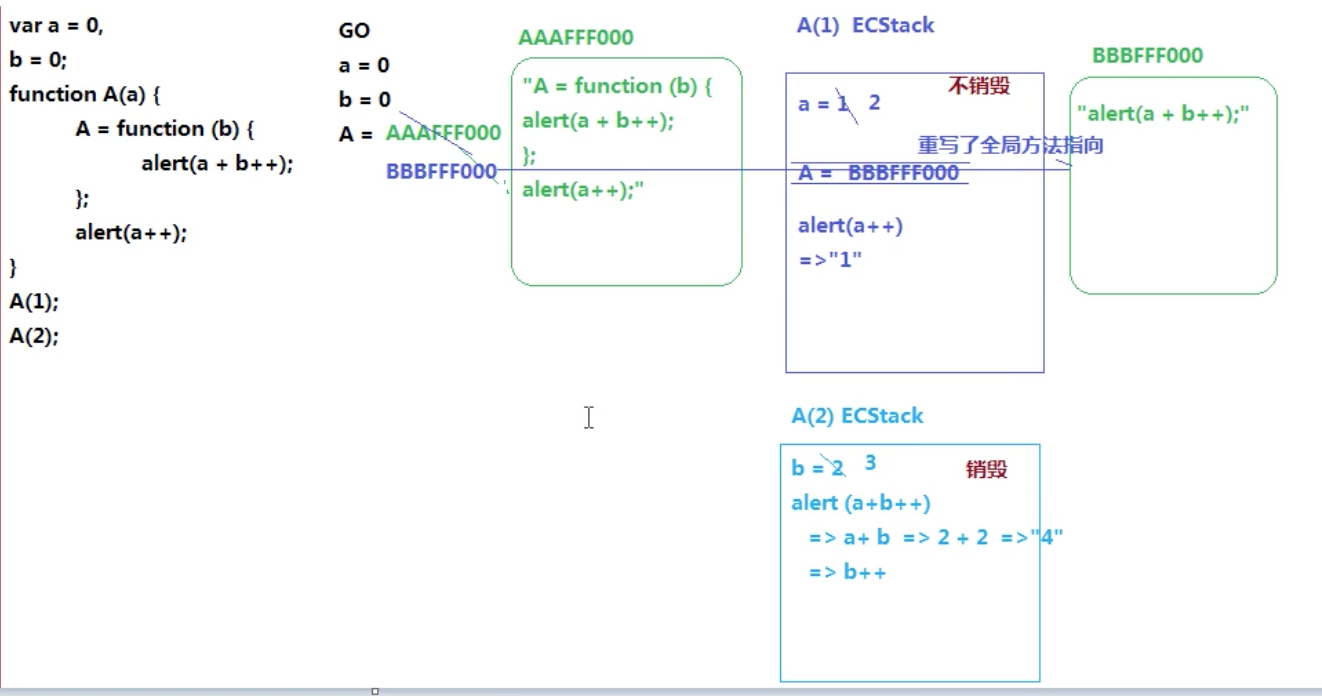 var a = 0,
b = 0;
function A(a) {
A = function (b) {
alert(a + b++);
};
alert(a++);
}
A(1);
A(2);
GO
a = 0
b = 0
A = AAAFFF000
BBBFFF000
AAAFFF000
"A = function (b) {
alert(a + b++);
};
alert(a++);"
A(1) ECStack
不销毁
a = 1 2
重写了全局方法指向
A = BBBFFF000
alert(a++)
=>"1"
BBBFFF000
"alert(a + b++);"
A(2) ECStack
b = 2 3
销毁
alert (a+b++)
=> a+ b => 2 + 2 =>"4"
=> b++